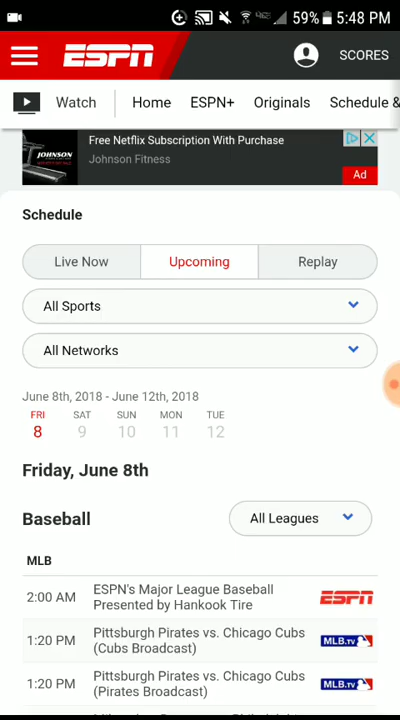 59% 5:48 PM
ESPN SCORES
Watch Home ESPN+ Originals Schedule &
JOHNSON Free Netflix Subscription With Purchase
Johnson Fitness
Ad
Schedule
Live Now Upcoming Replay
All Sports
All Networks
June 8th, 2018 - June 12th, 2018
FRI SAT SUN MON TUE
8 9 10 11 12
Friday, June 8th
Baseball All Leagues
MLB
2:00 AM ESPN's Major League Baseball ESPN
Presented by Hankook Tire
1:20 PM Pittsburgh Pirates vs. Chicago Cubs MLB.TV
(Cubs Broadcast)
1:20 PM Pittsburgh Pirates vs. Chicago Cubs MLB.TV
(Pirates Broadcast)